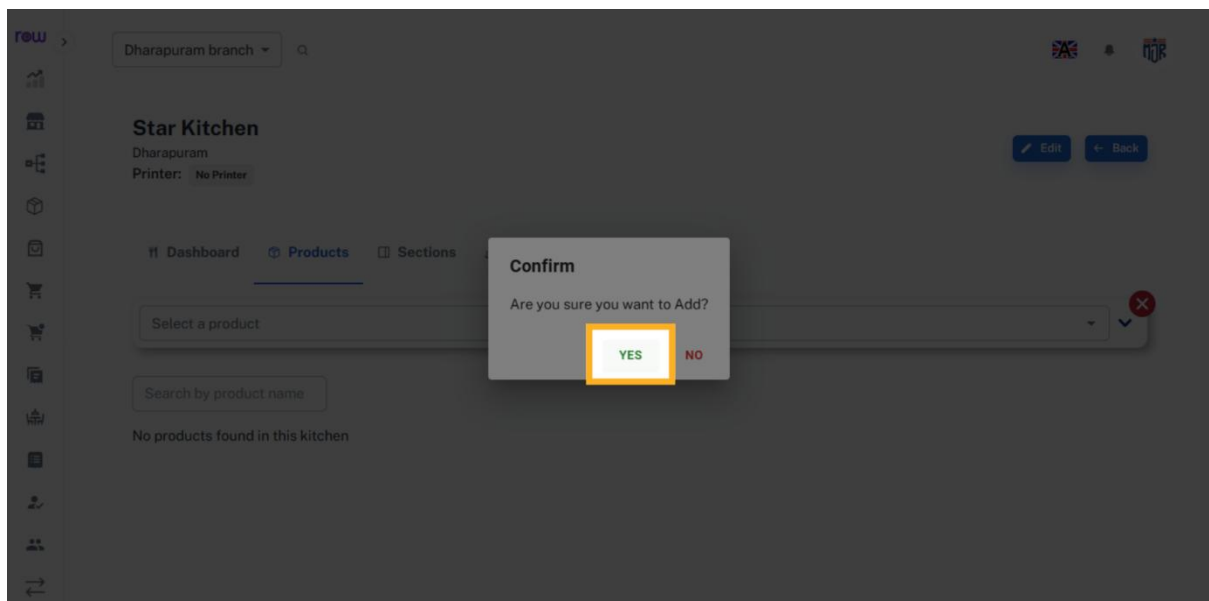 row
Dharapuram branch
Star Kitchen
Dharapuram
Printer: No Printer
Edit
Back
Dashboard
Products
Sections
Confirm
Are you sure you want to Add?
YES
NO
Select a product
Search by product name
No products found in this kitchen